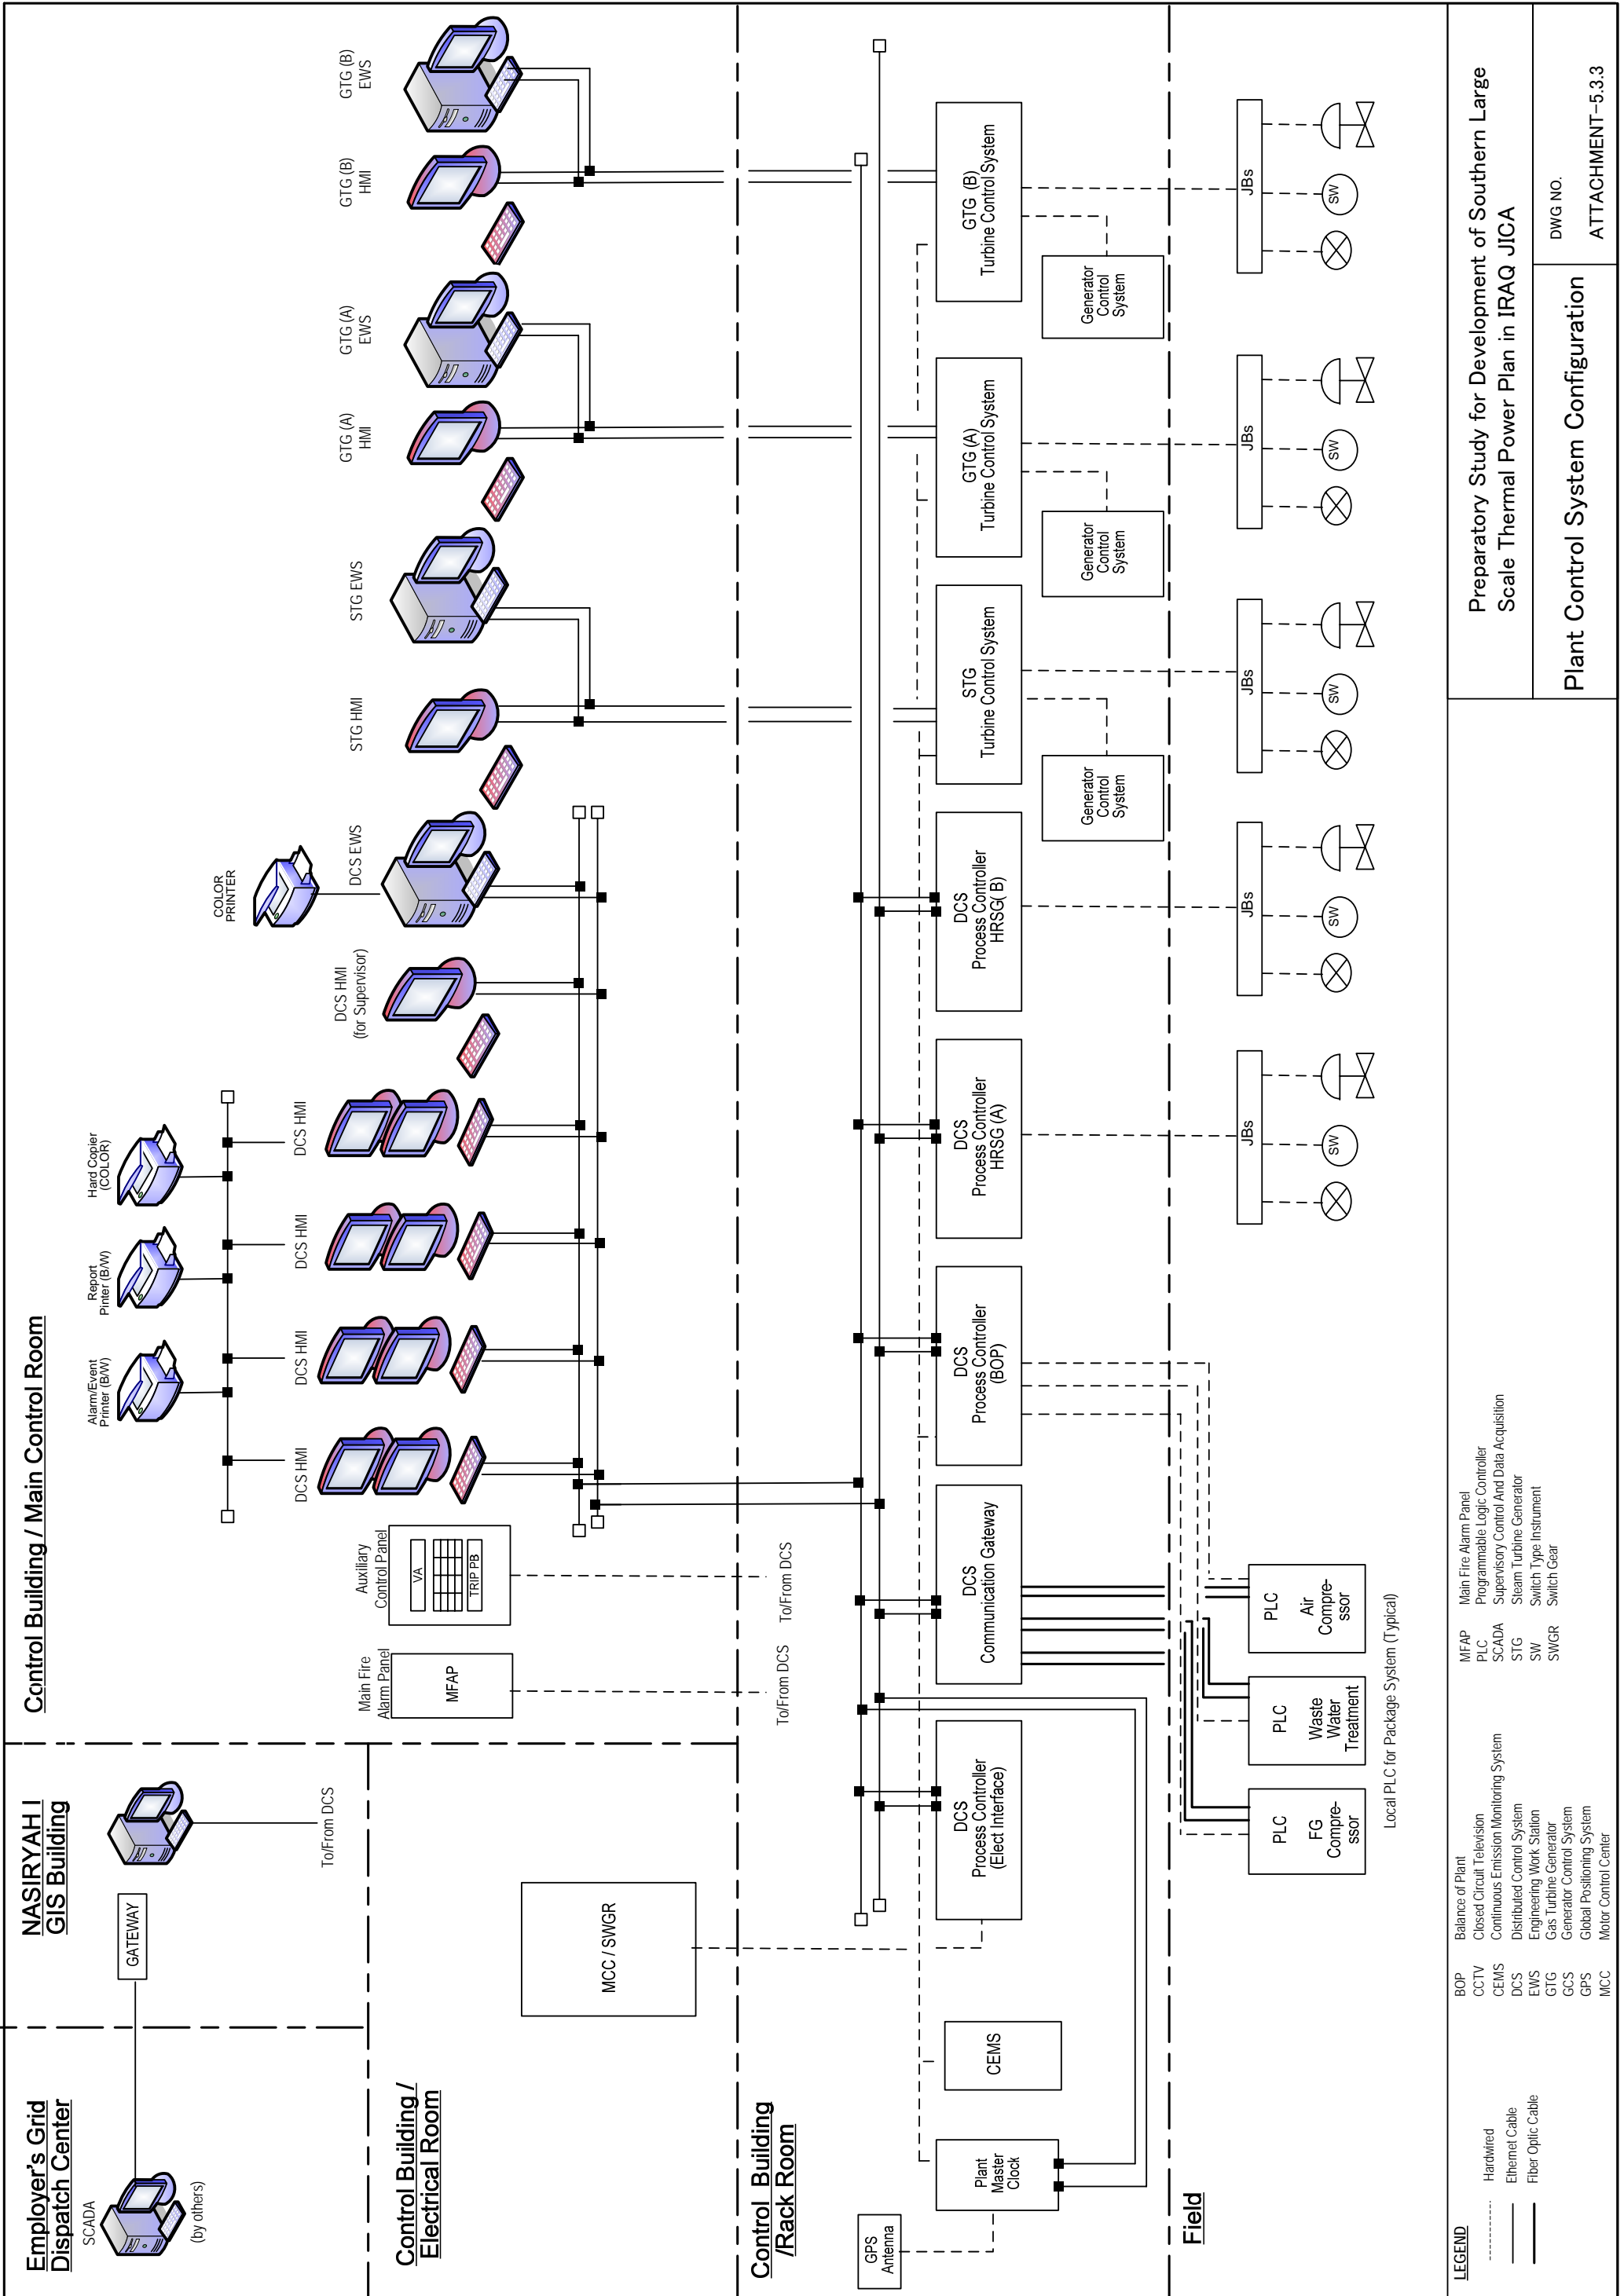 Employer's Grid
Dispatch Center
SCADA
(by others)
NASIRYAH I
GIS Building
GATEWAY
To/From DCS
Control Building / Main Control Room
Alarm/Event
Printer (B/W)
Report
Pinter (B/W)
Hard Copier
(COLOR)
COLOR
PRINTER
Main Fire
Alarm Panel
MFAP
To/From DCS
Auxiliary
Control Panel
VA
TRIP PB
To/From DCS
DCS HMI
DCS HMI
DCS HMI
DCS HMI
DCS HMI
(for Supervisor)
DCS EWS
STG HMI
STG EWS
GTG (A)
HMI
GTG (A)
EWS
GTG (B)
HMI
GTG (B)
EWS
Control Building /
Electrical Room
MCC / SWGR
Control Building
/Rack Room
GPS
Antenna
Plant
Master
Clock
CEMS
DCS
Process Controller
(Elect Interface)
DCS
Communication Gateway
DCS
Process Controller
(BOP)
DCS
Process Controller
HRSG (A)
DCS
Process Controller
HRSG( B)
STG
Turbine Control System
GTG (A)
Turbine Control System
GTG (B)
Turbine Control System
Generator
Control
System
Generator
Control
System
Generator
Control
System
Field
PLC
FG
Compre-
ssor
PLC
Waste
Water
Treatment
PLC
Air
Compre-
ssor
Local PLC for Package System (Typical)
JBs
SW
JBs
SW
JBs
SW
JBs
SW
JBs
SW
LEGEND
Hardwired
Ethernet Cable
Fiber Optic Cable
BOP Balance of Plant
CCTV Closed Circuit Television
CEMS Continuous Emission Monitoring System
DCS Distributed Control System
EWS Engineering Work Station
GTG Gas Turbine Generator
GCS Generator Control System
GPS Global Positioning System
MCC Motor Control Center
MFAP Main Fire Alarm Panel
PLC Programmable Logic Controller
SCADA Supervisory Control And Data Acquisition
STG Steam Turbine Generator
SW Switch Type Instrument
SWGR Switch Gear
Preparatory Study for Development of Southern Large
Scale Thermal Power Plan in IRAQ JICA
Plant Control System Configuration
DWG NO.
ATTACHMENT-5.3.3